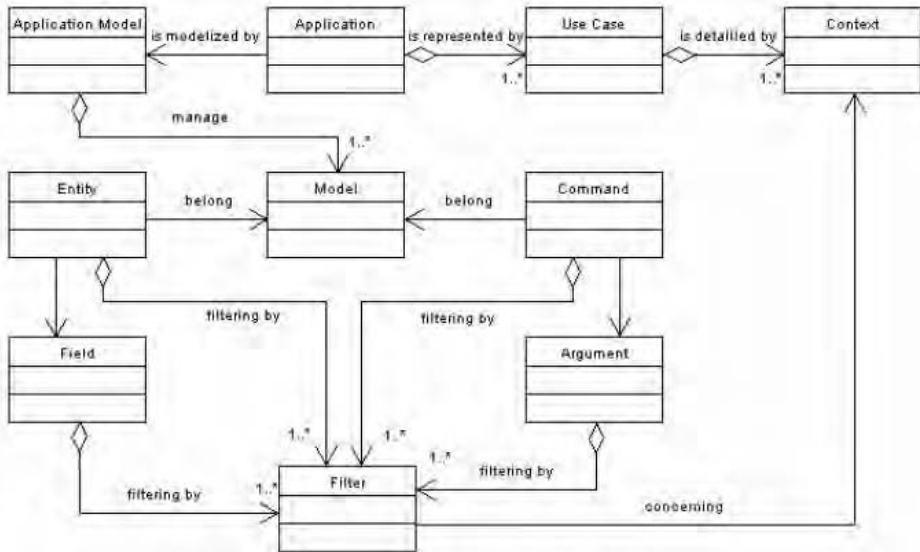 Application Model
is modelized by
Application
is represented by
Use Case
is detailled by
Context
1..*
1..*
manage
1..*
Entity
belong
Model
belong
Command
filtering by
filtering by
Field
Argument
1..*
1..*
1..*
filtering by
1..*
Filter
filtering by
concerning